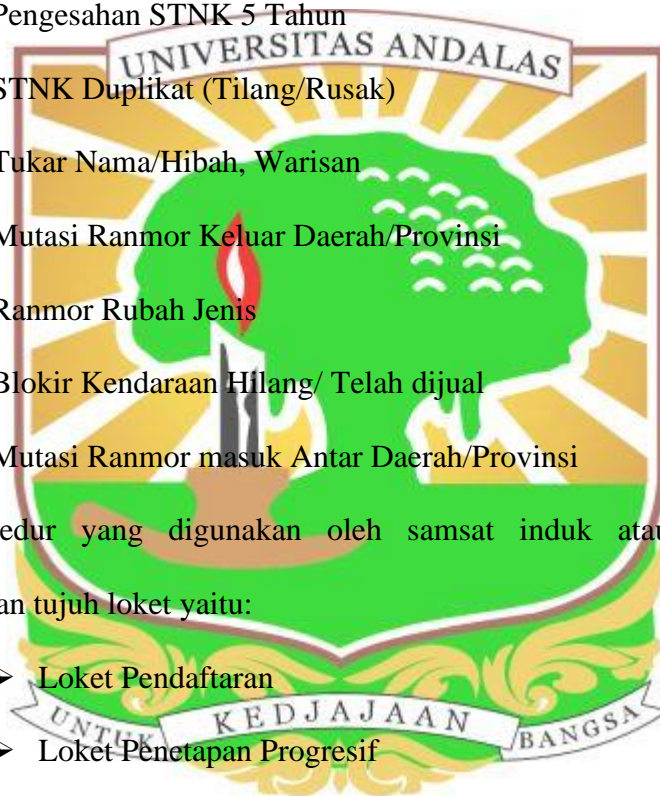 Pengesahan STNK 5 Tahun
UNIVERSITAS ANDALAS
STNK Duplikat (Tilang/Rusak)
Tukar Nama/Hibah, Warisan
Mutasi Ranmor Keluar Daerah/Provinsi
Ranmor Rubah Jenis
Blokir Kendaraan Hilang/ Telah dijual
Mutasi Ranmor masuk Antar Daerah/Provinsi
edur yang digunakan oleh samsat induk atau
an tujuh loket yaitu:
➢ Loket Pendaftaran
UNTUK KEDJAJAAN BANGSA
➢ Loket Penetapan Progresif